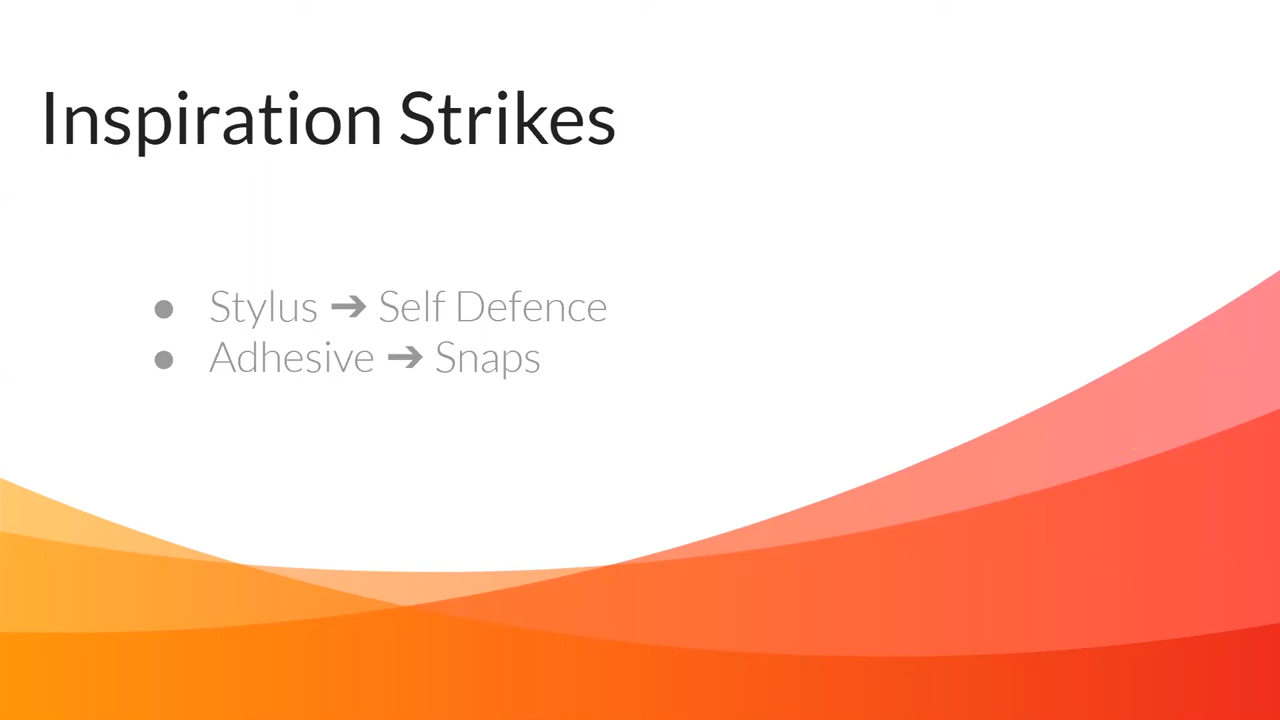 Inspiration Strikes
● Stylus ➔ Self Defence
● Adhesive ➔ Snaps